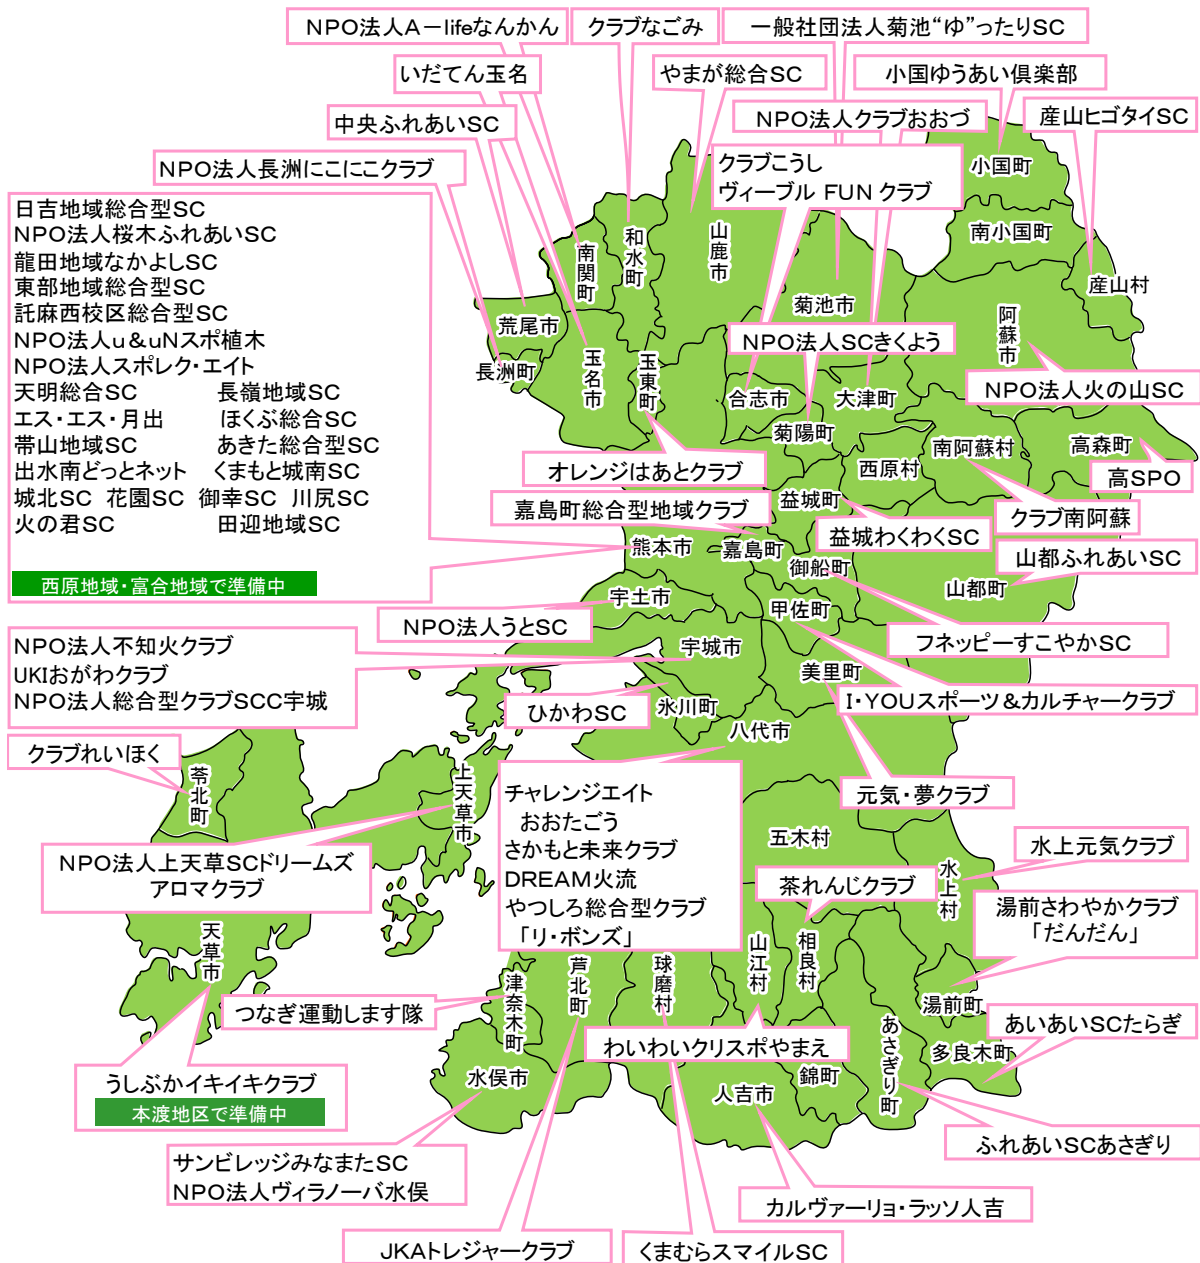 NPO法人A－lifeなんかん
クラブなごみ
一般社団法人菊池“ゆ”ったりSC
いだてん玉名
やまが総合SC
小国ゆうあい倶楽部
中央ふれあいSC
NPO法人クラブおおづ
産山ヒゴタイSC
NPO法人長洲にこにこクラブ
クラブこうし
ヴィーブル FUN クラブ
日吉地域総合型SC
NPO法人桜木ふれあいSC
龍田地域なかよしSC
東部地域総合型SC
託麻西校区総合型SC
NPO法人u&uNスポ植木
NPO法人スポレク・エイト
天明総合SC 長嶺地域SC
エス・エス・月出 ほくぶ総合SC
帯山地域SC あきた総合型SC
出水南どっとネット くまもと城南SC
城北SC 花園SC 御幸SC 川尻SC
火の君SC 田迎地域SC
西原地域・富合地域で準備中
小国町
南小国町
産山村
南関町
和水町
山鹿市
菊池市
阿蘇市
荒尾市
長洲町
玉名市
玉東町
NPO法人SCきくよう
NPO法人火の山SC
合志市
大津町
菊陽町
西原村
南阿蘇村
高森町
オレンジはあとクラブ
高SPO
益城町
嘉島町総合型地域クラブ
益城わくわくSC
クラブ南阿蘇
熊本市
嘉島町
御船町
山都ふれあいSC
山都町
宇土市
甲佐町
NPO法人うとSC
フネッピーすこやかSC
NPO法人不知火クラブ
UKIおがわクラブ
NPO法人総合型クラブSCC宇城
宇城市
美里町
I・YOUスポーツ&カルチャークラブ
ひかわSC
氷川町
八代市
クラブれいほく
苓北町
上天草市
元気・夢クラブ
チャレンジエイト
おおたごう
さかもと未来クラブ
DREAM火流
やつしろ総合型クラブ
「リ・ボンズ」
五木村
水上元気クラブ
水上村
NPO法人上天草SCドリームズ
アロマクラブ
茶れんじクラブ
湯前さわやかクラブ
「だんだん」
天草市
津奈木町
芦北町
球磨村
山江村
相良村
湯前町
つなぎ運動します隊
あさぎり町
あいあいSCたらぎ
わいわいクリスポやまえ
多良木町
うしぶかイキイキクラブ
本渡地区で準備中
水俣市
人吉市
錦町
ふれあいSCあさぎり
サンビレッジみなまたSC
NPO法人ヴィラノーバ水俣
カルヴァーリョ・ラッソ人吉
JKAトレジャークラブ
くまむらスマイルSC